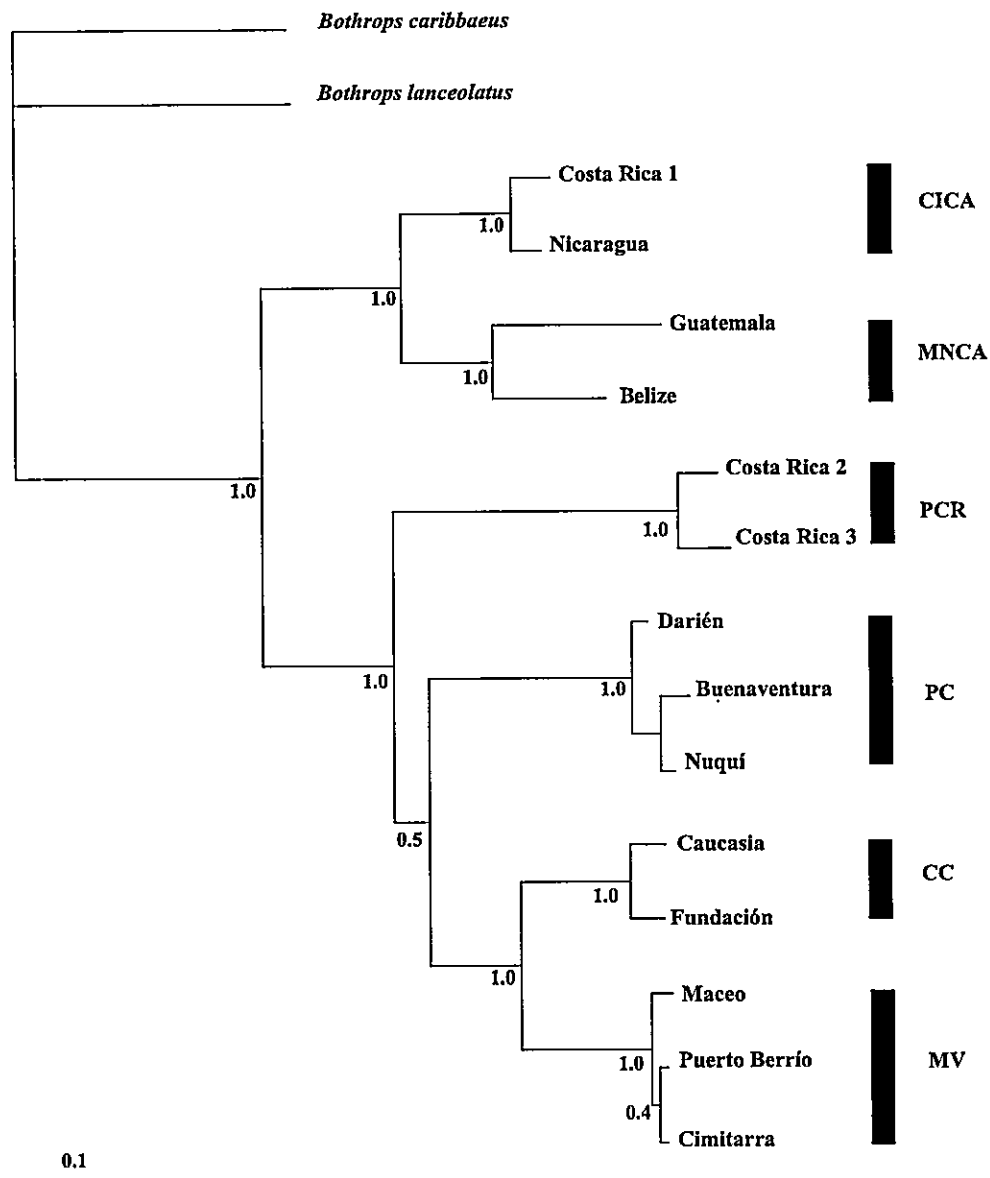 Bothrops caribbaeus
Bothrops lanceolatus
Costa Rica 1
CICA
1.0
Nicaragua
1.0
Guatemala
MNCA
1.0
Belize
Costa Rica 2
1.0
PCR
1.0
Costa Rica 3
Darién
1.0
1.0
Buenaventura
PC
Nuquí
0.5
Caucasia
CC
1.0
Fundación
1.0
Maceo
1.0
Puerto Berrío
MV
0.4
Cimitarra
0.1